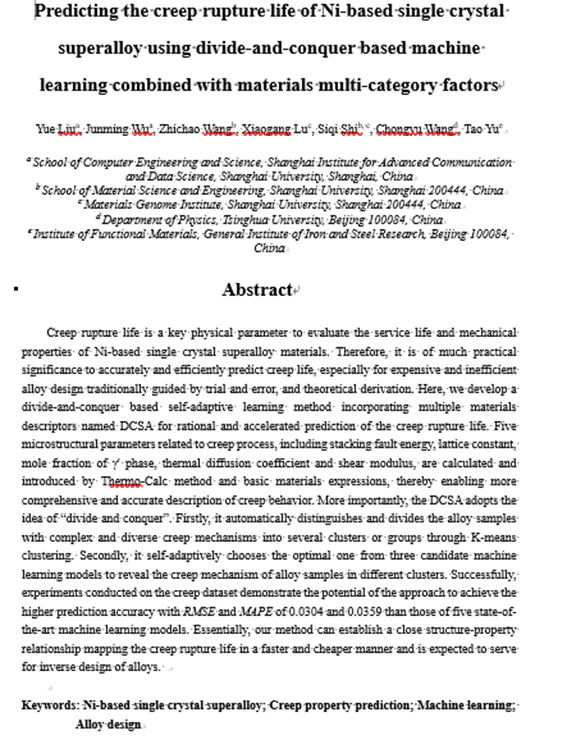 Predicting the creep rupture life of Ni-based single crystal
superalloy using divide-and-conquer based machine
learning combined with materials multi-category factors
Yue Liuᵃ, Junming Wuᵃ, Zhichao Wangᵇ, Xiaogang Luᶜ, Siqi Shiᵇ,ᶜ, Chongyu Wangᵈ, Tao Yuᵉ
ᵃ School of Computer Engineering and Science, Shanghai Institute for Advanced Communication
and Data Science, Shanghai University, Shanghai, China
ᵇ School of Material Science and Engineering, Shanghai University, Shanghai 200444, China
ᶜ Materials Genome Institute, Shanghai University, Shanghai 200444, China
ᵈ Department of Physics, Tsinghua University, Beijing 100084, China
ᵉ Institute of Functional Materials, General Institute of Iron and Steel Research, Beijing 100084,
China
Abstract
Creep rupture life is a key physical parameter to evaluate the service life and mechanical
properties of Ni-based single crystal superalloy materials. Therefore, it is of much practical
significance to accurately and efficiently predict creep life, especially for expensive and inefficient
alloy design traditionally guided by trial and error, and theoretical derivation. Here, we develop a
divide-and-conquer based self-adaptive learning method incorporating multiple materials
descriptors named DCSA for rational and accelerated prediction of the creep rupture life. Five
microstructural parameters related to creep process, including stacking fault energy, lattice constant,
mole fraction of γ' phase, thermal diffusion coefficient and shear modulus, are calculated and
introduced by Thermo-Calc method and basic materials expressions, thereby enabling more
comprehensive and accurate description of creep behavior. More importantly, the DCSA adopts the
idea of “divide and conquer”. Firstly, it automatically distinguishes and divides the alloy samples
with complex and diverse creep mechanisms into several clusters or groups through K-means
clustering. Secondly, it self-adaptively chooses the optimal one from three candidate machine
learning models to reveal the creep mechanism of alloy samples in different clusters. Successfully,
experiments conducted on the creep dataset demonstrate the potential of the approach to achieve the
higher prediction accuracy with RMSE and MAPE of 0.0304 and 0.0359 than those of five state-of-
the-art machine learning models. Essentially, our method can establish a close structure-property
relationship mapping the creep rupture life in a faster and cheaper manner and is expected to serve
for inverse design of alloys.
Keywords: Ni-based single crystal superalloy; Creep property prediction; Machine learning;
Alloy design